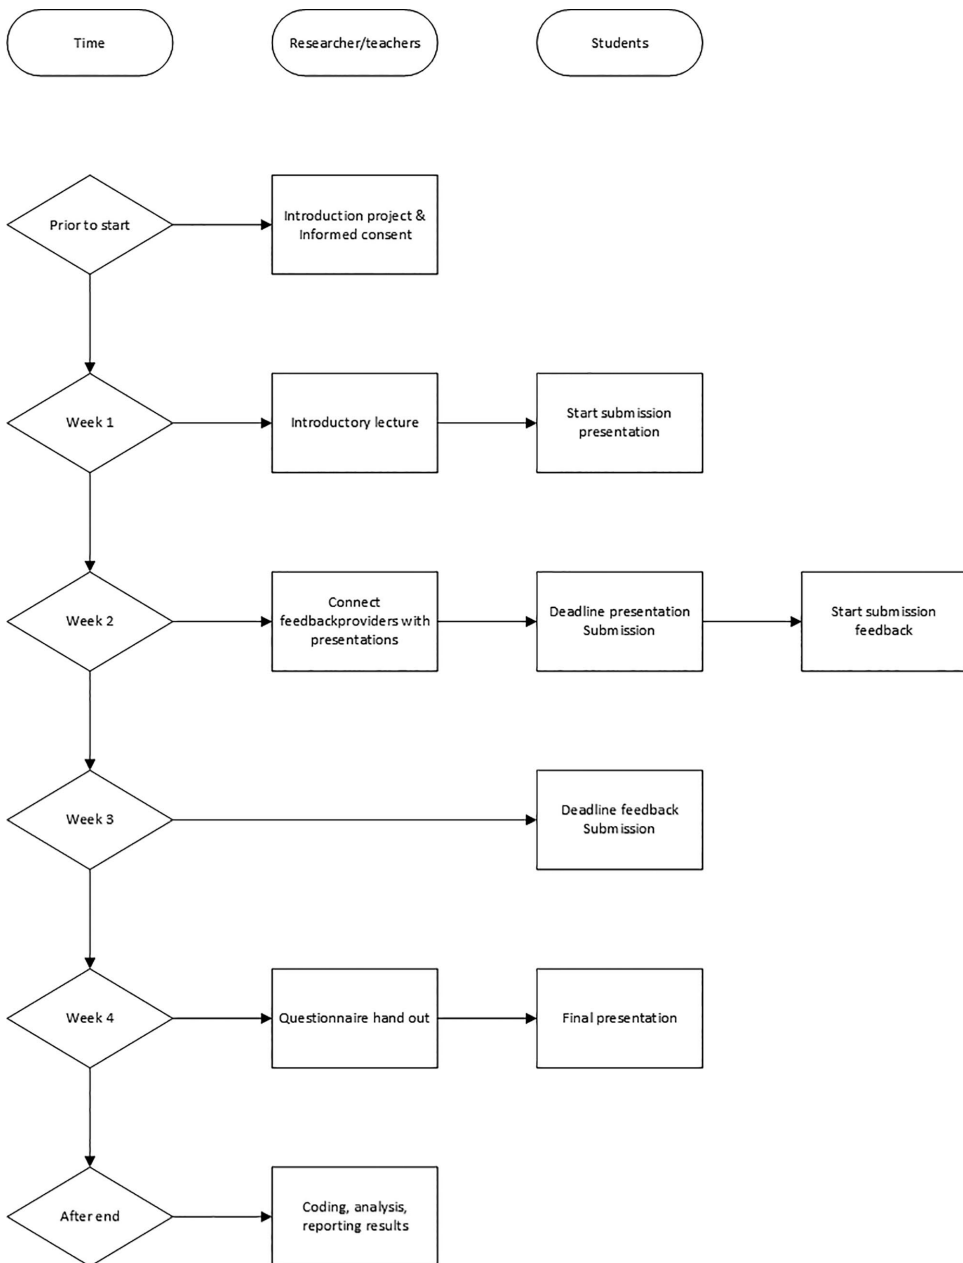 Time
Researcher/teachers
Students
Prior to start
Introduction project &
Informed consent
Week 1
Introductory lecture
Start submission
presentation
Week 2
Connect
feedbackproviders with
presentations
Deadline presentation
Submission
Start submission
feedback
Week 3
Deadline feedback
Submission
Week 4
Questionnaire hand out
Final presentation
After end
Coding, analysis,
reporting results